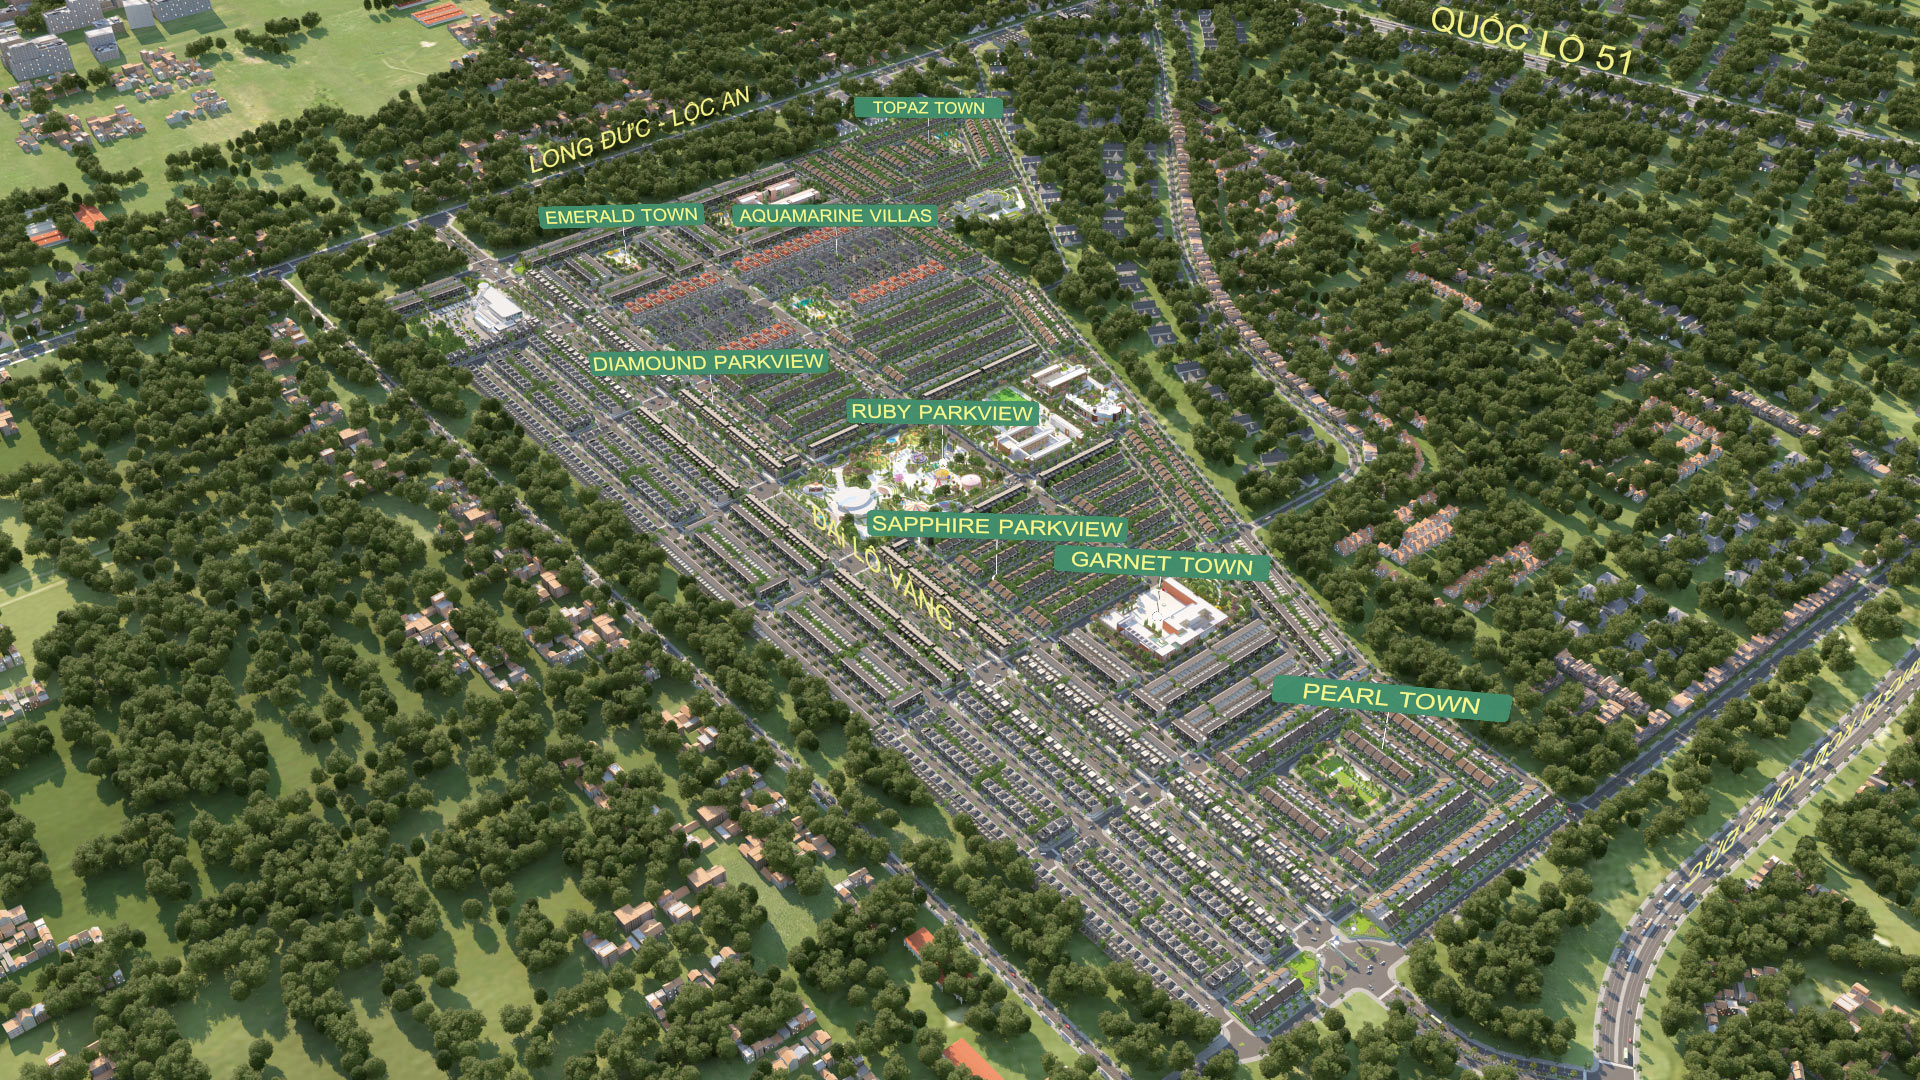 QUỐC LỘ 51
LONG ĐỨC - LỘC AN
TOPAZ TOWN
EMERALD TOWN
AQUAMARINE VILLAS
DIAMOUND PARKVIEW
RUBY PARKVIEW
SAPPHIRE PARKVIEW
ĐẠI LỘ VÀNG
GARNET TOWN
PEARL TOWN